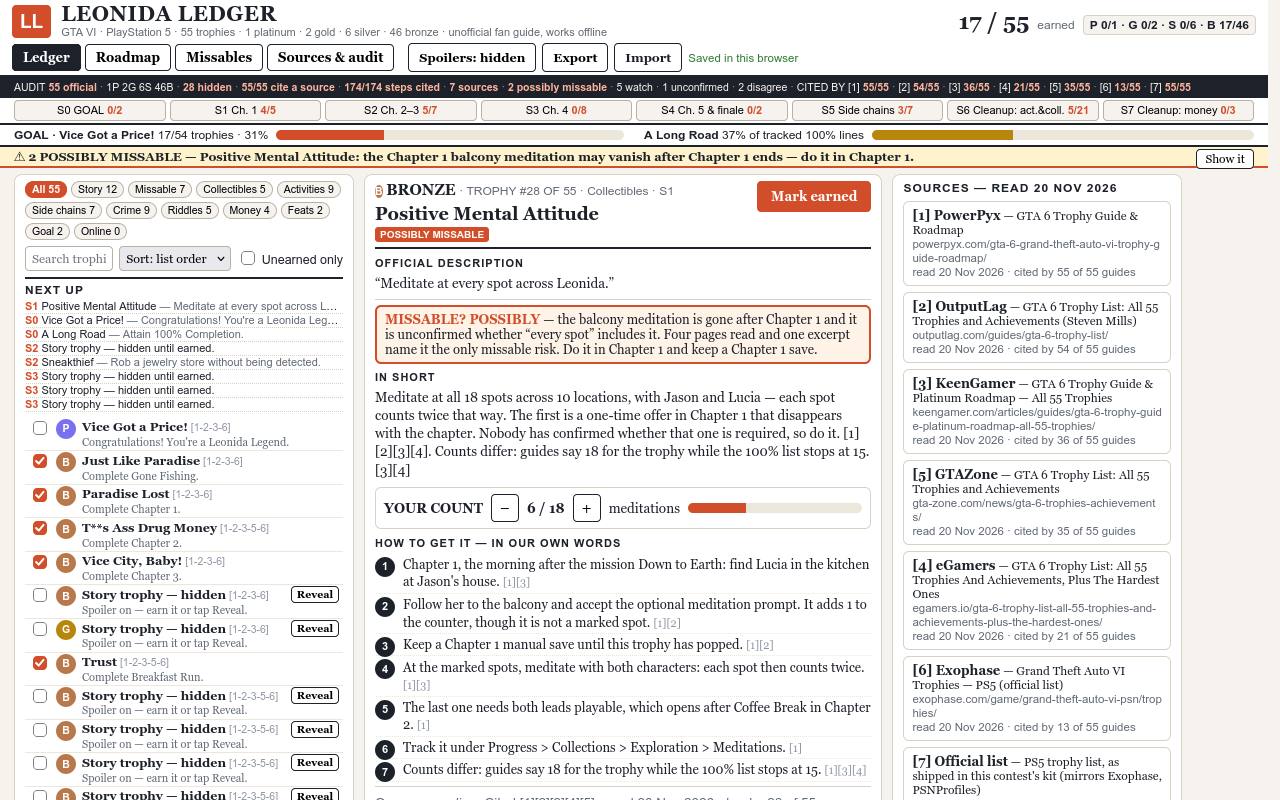 LL
LEONIDA LEDGER
GTA VI · PlayStation 5 · 55 trophies · 1 platinum · 2 gold · 6 silver · 46 bronze · unofficial fan guide, works offline
17 / 55 earned P 0/1 · G 0/2 · S 0/6 · B 17/46
Ledger Roadmap Missables Sources & audit Spoilers: hidden Export Import Saved in this browser
AUDIT 55 official · 1P 2G 6S 46B · 28 hidden · 55/55 cite a source · 174/174 steps cited · 7 sources · 2 possibly missable · 5 watch · 1 unconfirmed · 2 disagree · CITED BY [1] 55/55 · [2] 54/55 · [3] 36/55 · [4] 21/55 · [5] 35/55 · [6] 13/55 · [7] 55/55
S0 GOAL 0/2 S1 Ch. 1 4/5 S2 Ch. 2–3 5/7 S3 Ch. 4 0/8 S4 Ch. 5 & finale 0/2 S5 Side chains 3/7 S6 Cleanup: act.&coll. 5/21 S7 Cleanup: money 0/3
GOAL · Vice Got a Price! 17/54 trophies · 31% A Long Road 37% of tracked 100% lines
⚠ 2 POSSIBLY MISSABLE — Positive Mental Attitude: the Chapter 1 balcony meditation may vanish after Chapter 1 ends — do it in Chapter 1. Show it
All 55 Story 12 Missable 7 Collectibles 5 Activities 9
Side chains 7 Crime 9 Riddles 5 Money 4 Feats 2
Goal 2 Online 0
Search trophi Sort: list order Unearned only
NEXT UP
S1 Positive Mental Attitude — Meditate at every spot across L...
S0 Vice Got a Price! — Congratulations! You're a Leonida Leg...
S0 A Long Road — Attain 100% Completion.
S2 Story trophy — hidden until earned.
S2 Sneakthief — Rob a jewelry store without being detected.
S3 Story trophy — hidden until earned.
S3 Story trophy — hidden until earned.
S3 Story trophy — hidden until earned.
P Vice Got a Price! [1-2-3-6]
Congratulations! You're a Leonida Legend.
B Just Like Paradise [1-2-3-6]
Complete Gone Fishing.
B Paradise Lost [1-2-3-6]
Complete Chapter 1.
B T**s Ass Drug Money [1-2-3-5-6]
Complete Chapter 2.
B Vice City, Baby! [1-2-3-6]
Complete Chapter 3.
B Story trophy — hidden [1-2-3-6] Reveal
Spoiler on — earn it or tap Reveal.
G Story trophy — hidden [1-2-3-6] Reveal
Spoiler on — earn it or tap Reveal.
B Trust [1-2-3-5-6]
Complete Breakfast Run.
B Story trophy — hidden [1-2-3-5-6] Reveal
Spoiler on — earn it or tap Reveal.
B Story trophy — hidden [1-2-3-5-6] Reveal
Spoiler on — earn it or tap Reveal.
B Story trophy — hidden [1-2-3-5-6] Reveal
Spoiler on — earn it or tap Reveal.
B Story trophy — hidden [1-2-3-5-6] Reveal
B BRONZE · TROPHY #28 OF 55 · Collectibles · S1
Positive Mental Attitude
POSSIBLY MISSABLE
Mark earned
OFFICIAL DESCRIPTION
“Meditate at every spot across Leonida.”
MISSABLE? POSSIBLY — the balcony meditation is gone after Chapter 1 and it
is unconfirmed whether “every spot” includes it. Four pages read and one excerpt
name it the only missable risk. Do it in Chapter 1 and keep a Chapter 1 save.
IN SHORT
Meditate at all 18 spots across 10 locations, with Jason and Lucia — each spot
counts twice that way. The first is a one-time offer in Chapter 1 that disappears
with the chapter. Nobody has confirmed whether that one is required, so do it. [1]
[2][3][4]. Counts differ: guides say 18 for the trophy while the 100% list stops at 15.
[3][4]
YOUR COUNT − 6 / 18 + meditations
HOW TO GET IT — IN OUR OWN WORDS
1 Chapter 1, the morning after the mission Down to Earth: find Lucia in the kitchen
at Jason's house. [1][3]
2 Follow her to the balcony and accept the optional meditation prompt. It adds 1 to
the counter, though it is not a marked spot. [1][2]
3 Keep a Chapter 1 manual save until this trophy has popped. [1][2]
4 At the marked spots, meditate with both characters: each spot then counts twice.
[1][3]
5 The last one needs both leads playable, which opens after Coffee Break in Chapter
2. [1]
6 Track it under Progress > Collections > Exploration > Meditations. [1]
7 Counts differ: guides say 18 for the trophy while the 100% list stops at 15. [1][3][4]
SOURCES — READ 20 NOV 2026
[1] PowerPyx — GTA 6 Trophy Guide &
Roadmap
powerpyx.com/gta-6-grand-theft-auto-vi-trophy-g
uide-roadmap/
read 20 Nov 2026 · cited by 55 of 55 guides
[2] OutputLag — GTA 6 Trophy List: All 55
Trophies and Achievements (Steven Mills)
outputlag.com/guides/gta-6-trophy-list/
read 20 Nov 2026 · cited by 54 of 55 guides
[3] KeenGamer — GTA 6 Trophy Guide &
Platinum Roadmap — All 55 Trophies
keengamer.com/articles/guides/gta-6-trophy-guid
e-platinum-roadmap-all-55-trophies/
read 20 Nov 2026 · cited by 36 of 55 guides
[5] GTAZone — GTA 6 Trophy List: All 55
Trophies and Achievements
gta-zone.com/news/gta-6-trophies-achievement
s/
read 20 Nov 2026 · cited by 35 of 55 guides
[4] eGamers — GTA 6 Trophy List: All 55
Trophies And Achievements, Plus The Hardest
Ones
egamers.io/gta-6-trophy-list-all-55-trophies-and-
achievements-plus-the-hardest-ones/
read 20 Nov 2026 · cited by 21 of 55 guides
[6] Exophase — Grand Theft Auto VI
Trophies — PS5 (official list)
exophase.com/game/grand-theft-auto-vi-psn/trop
hies/
read 20 Nov 2026 · cited by 13 of 55 guides
[7] Official list — PS5 trophy list, as
shipped in this contest's kit (mirrors Exophase,
PSNProfiles)